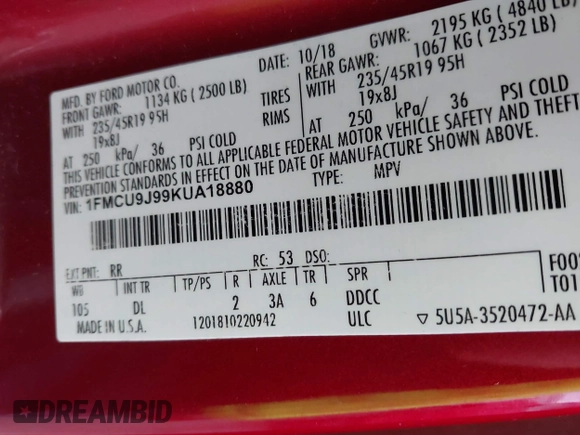 MFD. BY FORD MOTOR CO. DATE: 10/18 GVWR: 2195 KG ( 4840 LB)
FRONT GAWR: 1134 KG ( 2500 LB) REAR GAWR: 1067 KG ( 2352 LB)
WITH 235/45R19 95H TIRES WITH 235/45R19 95H
19x8J RIMS 19x8J
AT 250 kPa/ 36 PSI COLD AT 250 kPa/ 36 PSI COLD
THIS VEHICLE CONFORMS TO ALL APPLICABLE FEDERAL MOTOR VEHICLE SAFETY AND THEFT
STANDARDS IN EFFECT ON THE DATE OF MANUFACTURE SHOWN ABOVE.
VIN: 1FMCU9J99KUA18880 TYPE: MPV
EXT PNT: RR RC: 53 DSO:
WB INT TR TP/PS R AXLE TR SPR
105 DL 2 3A 6 DDCC
MADE IN U.S.A. 1201810220942 ULC
F00
T01
5U5A-3520472-AA
DREAMBID